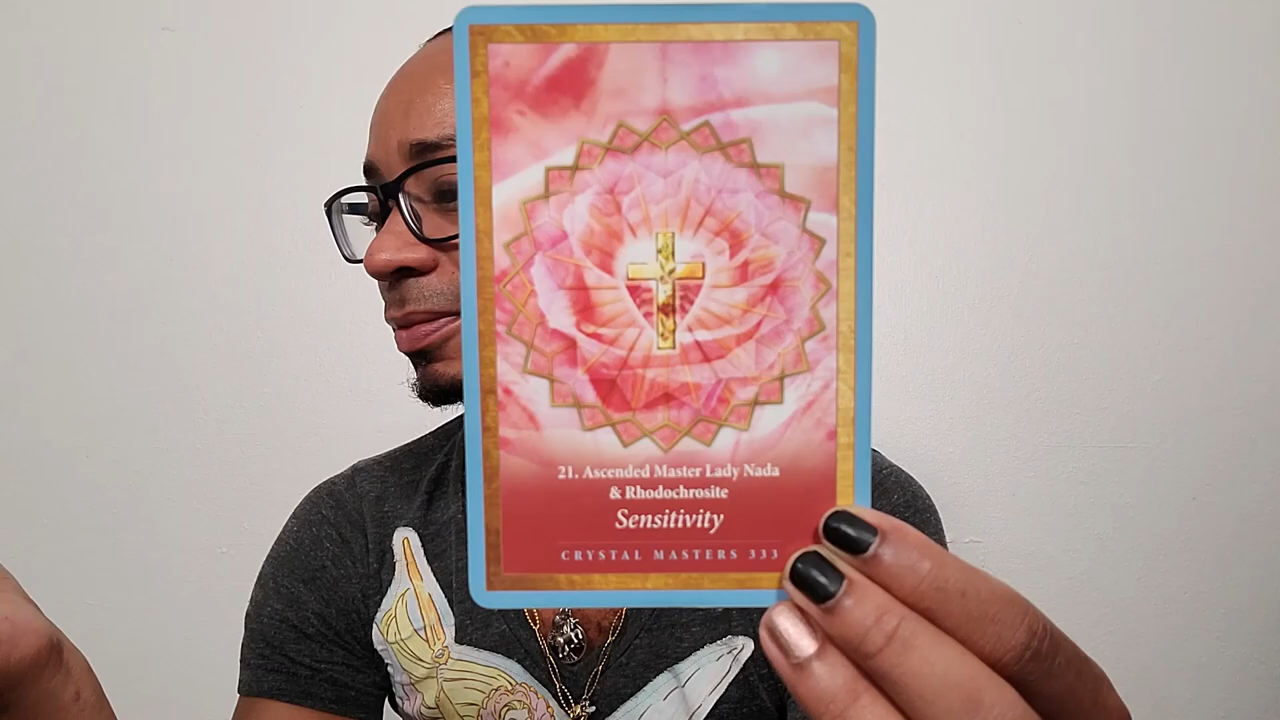 21. Ascended Master Lady Nada
& Rhodochrosite
Sensitivity
CRYSTAL MASTERS 333